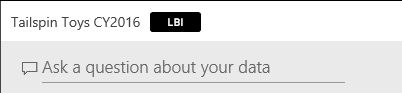 Tailspin Toys CY2016 LBI
Ask a question about your data